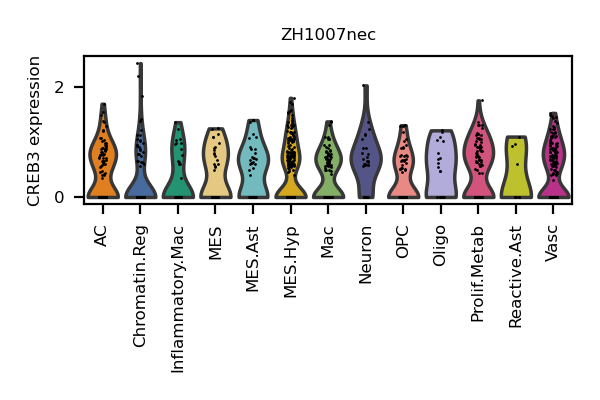 ZH1007nec
CREB3 expression
2
0
AC
Chromatin.Reg
Inflammatory.Mac
MES
MES.Ast
MES.Hyp
Mac
Neuron
OPC
Oligo
Prolif.Metab
Reactive.Ast
Vasc